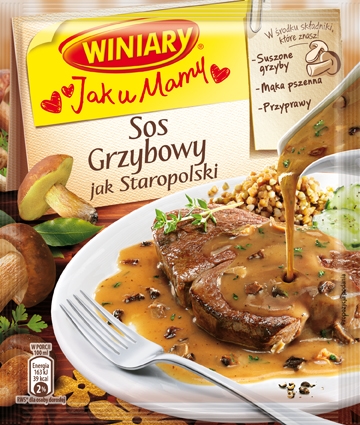 WINIARY
Jak u Mamy
W środku składniki,
które znasz!
-Suszone
grzyby
-Mąka pszenna
-Przyprawy
Sos
Grzybowy
jak Staropolski
W PORCJI
100 ml
Energia
163 kJ
39 kcal
2%
RWS* dla osoby dorosłej